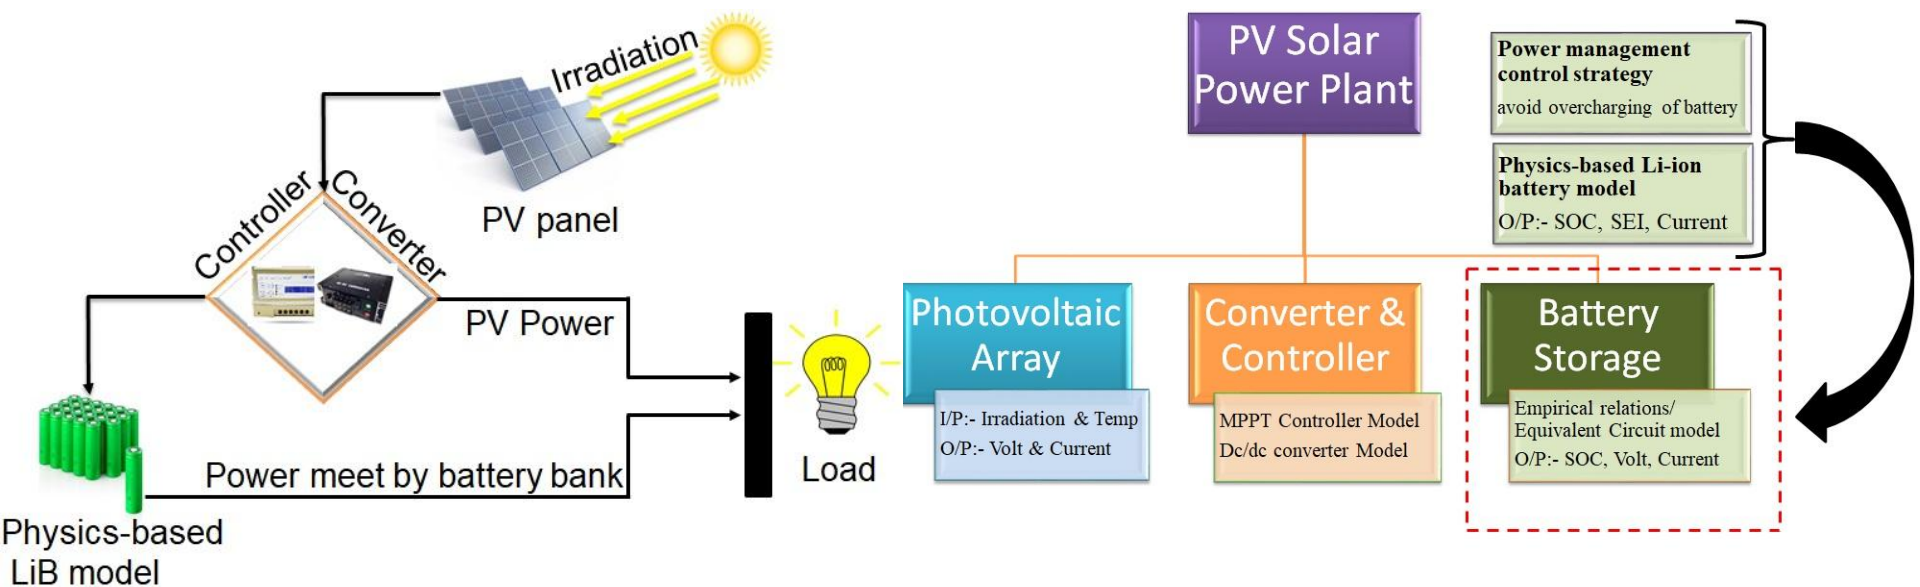 Irradiation
PV panel
Controller
Converter
PV Power
Power meet by battery bank
Load
Physics-based
LiB model
PV Solar
Power Plant
Power management
control strategy
avoid overcharging of battery
Physics-based Li-ion
battery model
O/P:- SOC, SEI, Current
Photovoltaic
Array
I/P:- Irradiation & Temp
O/P:- Volt & Current
Converter &
Controller
MPPT Controller Model
Dc/dc converter Model
Battery
Storage
Empirical relations/
Equivalent Circuit model
O/P:- SOC, Volt, Current